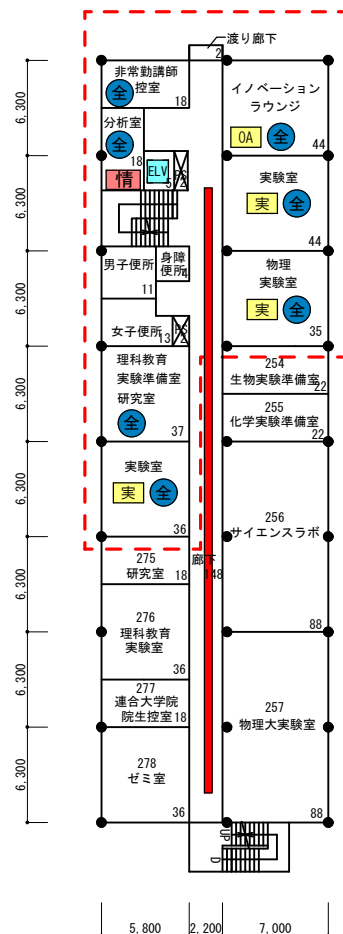 渡り廊下
2
非常勤講師
控室
全
18
イノベーション
ラウンジ
OA
全
44
分析室
全
18
情
ELV
5
PS
2
実験室
実
全
44
男子便所
11
身障
便所
4
物理
実験室
実
全
35
女子便所
13
PS
2
理科教育
実験準備室
研究室
全
37
254
生物実験準備室
22
255
化学実験準備室
22
実験室
実
全
36
256
サイエンスラボ
88
廊下
148
275
研究室
18
276
理科教育
実験室
36
277
連合大学院
院生控室
18
257
物理大実験室
88
278
ゼミ室
36
UP
D
6,300
6,300
6,300
6,300
6,300
6,300
6,300
6,300
5,800
2,200
7,000